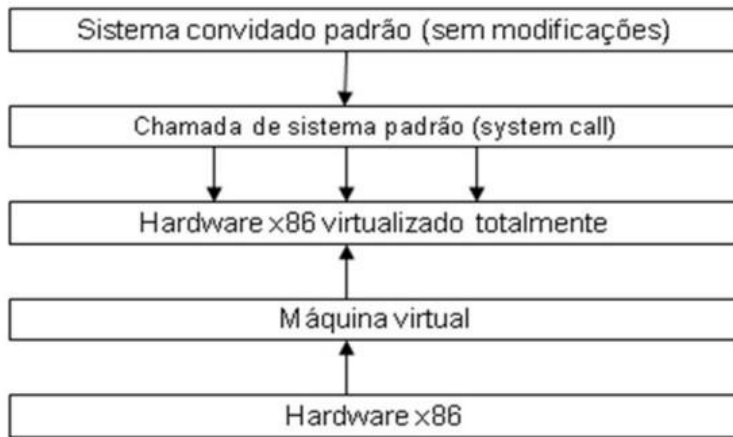 Sistema convidado padrão (sem modificações)
Chamada de sistema padrão (system call)
Hardware x86 virtualizado totalmente
Máquina virtual
Hardware x86